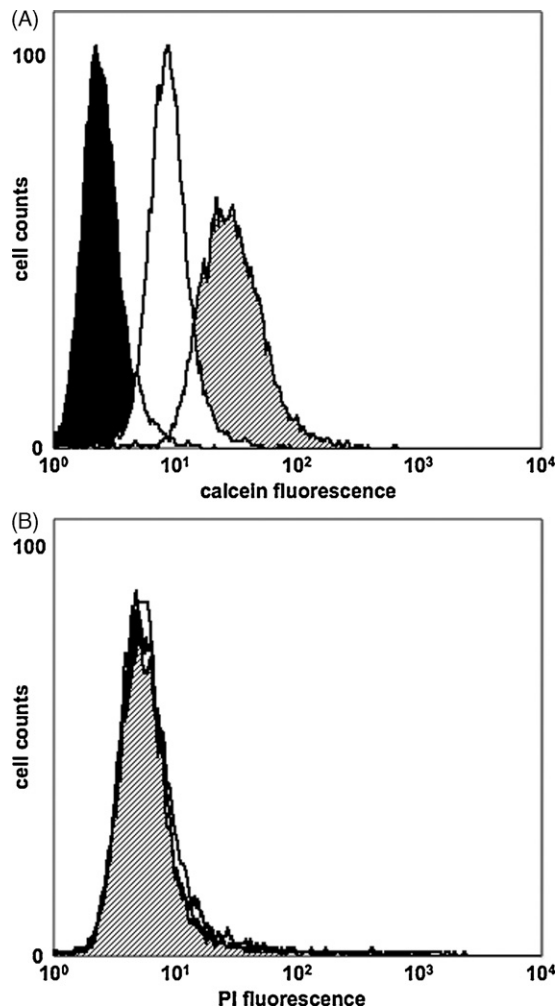 (A)
100
cell counts
0
10⁰ 10¹ 10² 10³ 10⁴
calcein fluorescence
(B)
100
cell counts
0
10⁰ 10¹ 10² 10³ 10⁴
PI fluorescence